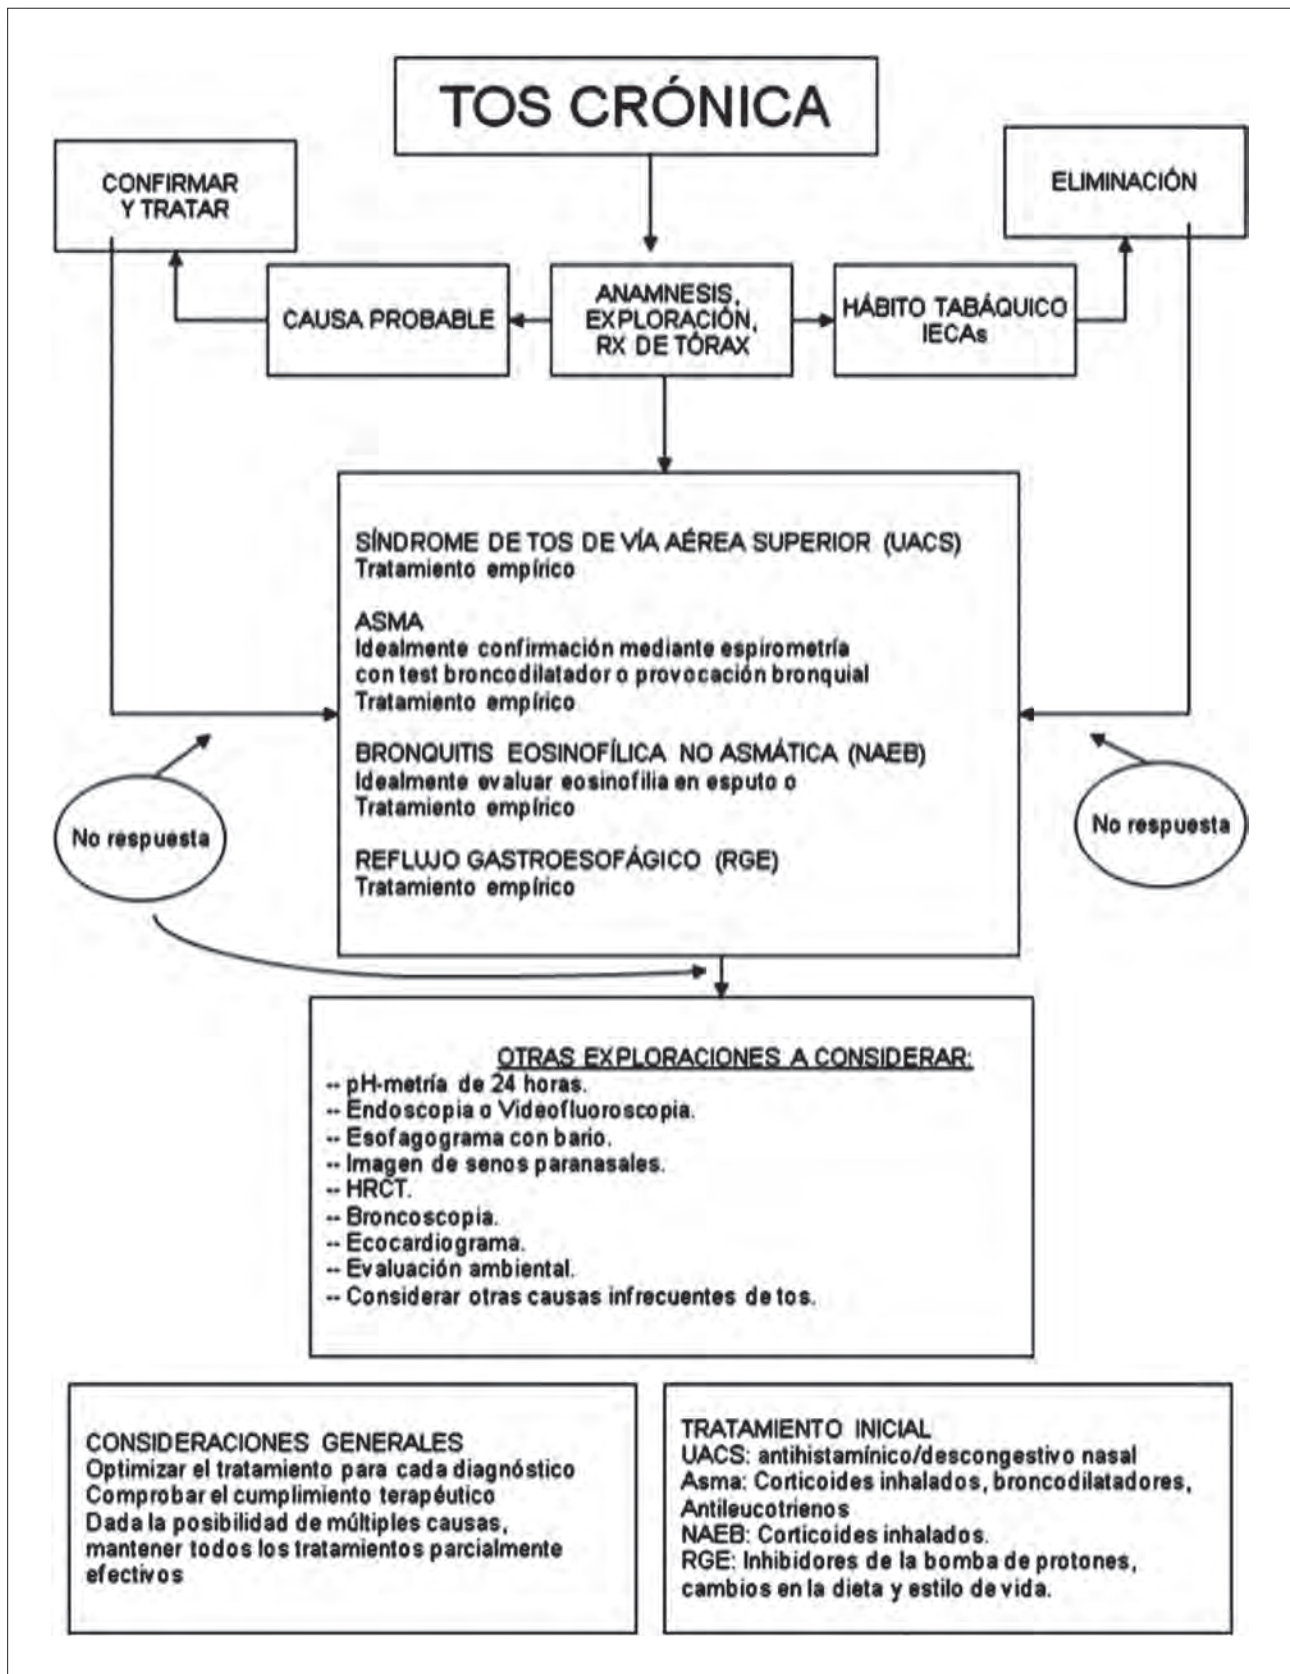 TOS CRÓNICA
CONFIRMAR
Y TRATAR
ELIMINACIÓN
CAUSA PROBABLE
ANAMNESIS,
EXPLORACIÓN,
RX DE TÓRAX
HÁBITO TABÁQUICO
IECAs
SÍNDROME DE TOS DE VÍA AÉREA SUPERIOR (UACS)
Tratamiento empírico
ASMA
Idealmente confirmación mediante espirometría
con test broncodilatador o provocación bronquial
Tratamiento empírico
BRONQUITIS EOSINOFÍLICA NO ASMÁTICA (NAEB)
Idealmente evaluar eosinofilia en esputo o
Tratamiento empírico
REFLUJO GASTROESOFÁGICO (RGE)
Tratamiento empírico
No respuesta
No respuesta
OTRAS EXPLORACIONES A CONSIDERAR:
-- pH-metría de 24 horas.
-- Endoscopia o Videofluoroscopia.
-- Esofagograma con bario.
-- Imagen de senos paranasales.
-- HRCT.
-- Broncoscopia.
-- Ecocardiograma.
-- Evaluación ambiental.
-- Considerar otras causas infrecuentes de tos.
CONSIDERACIONES GENERALES
Optimizar el tratamiento para cada diagnóstico
Comprobar el cumplimiento terapéutico
Dada la posibilidad de múltiples causas,
mantener todos los tratamientos parcialmente
efectivos
TRATAMIENTO INICIAL
UACS: antihistamínico/descongestivo nasal
Asma: Corticoides inhalados, broncodilatadores,
Antileucotrienos
NAEB: Corticoides inhalados.
RGE: Inhibidores de la bomba de protones,
cambios en la dieta y estilo de vida.